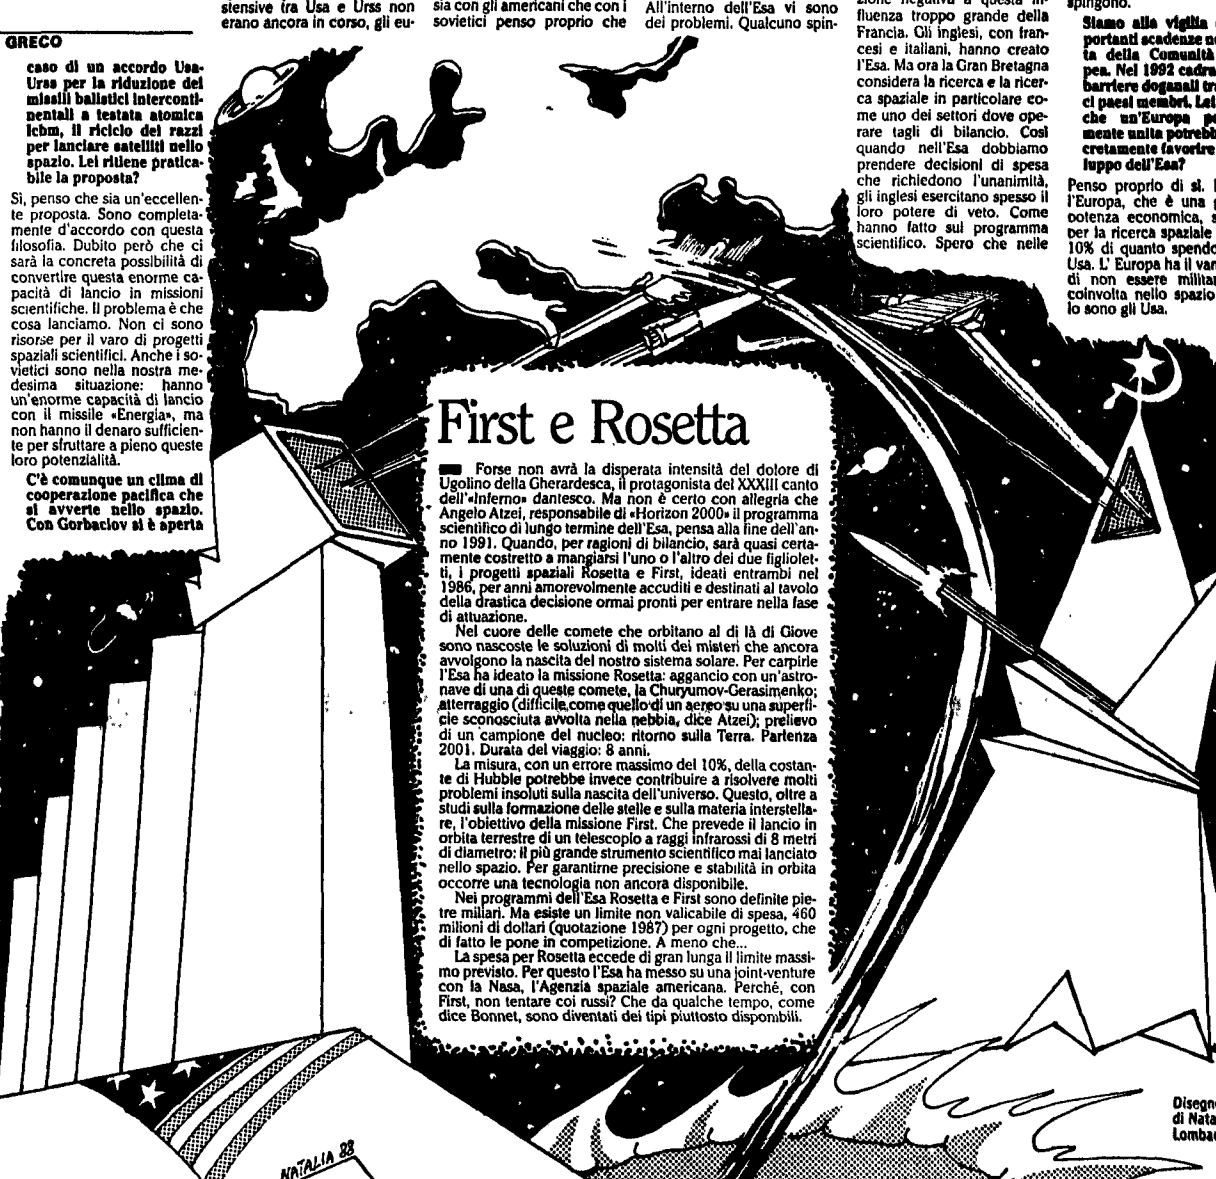 siensive fra Usa e Urss non
erano ancora in corso, gli eu-
sia con gli americani che con i
sovietici penso proprio che
All'interno dell'Esa vi sono
dei problemi. Qualcuno spin-
zione negativa a questa in-
fluenza troppo grande della
Francia. Gli inglesi, con fran-
cesi e italiani, hanno creato
l'Esa. Ma ora la Gran Bretagna
considera la ricerca e la ricer-
ca spaziale in particolare co-
me uno dei settori dove ope-
rare tagli di bilancio. Così
quando nell'Esa dobbiamo
prendere decisioni di spesa
che richiedono l'unanimità,
gli inglesi esercitano spesso il
loro potere di veto. Come
hanno fatto sul programma
scientifico. Spero che nelle
spingono.
Siamo alla vigilia
portanti scadenze
ta della Comunità
pea. Nel 1992 cadra
barriere doganali
ci paesi membri.
che un'Europa
mente unita
cretamente favorire
luppo dell'Esa?
Penso proprio di sì.
l'Europa, che è una
potenza economica,
per la ricerca spaziale
10% di quanto
Usa. L' Europa ha il
di non essere
coinvolta nello spazio
lo sono gli Usa.
GRECO
caso di un accordo Usa-
Urss per la riduzione dei
missili balistici interconti-
nentali a testata atomica
Icbm, il riciclo dei razzi
per lanciare satelliti nello
spazio. Lei ritiene pratica-
bile la proposta?
Sì, penso che sia un'eccellen-
te proposta. Sono completa-
mente d'accordo con questa
filosofia. Dubito però che ci
sarà la concreta possibilità di
convertire questa enorme ca-
pacità di lancio in missioni
scientifiche. Il problema è che
cosa lanciamo. Non ci sono
risorse per il varo di progetti
spaziali scientifici. Anche i so-
vietici sono nella nostra me-
desima situazione: hanno
un'enorme capacità di lancio
con il missile «Energia», ma
non hanno il denaro sufficien-
te per sfruttare a pieno queste
loro potenzialità.
C'è comunque un clima di
cooperazione pacifica che
si avverte nello spazio.
Con Gorbaciov si è aperta
First e Rosetta
Forse non avrà la disperata intensità del dolore di
Ugolino della Gherardesca, il protagonista del XXXIII canto
dell'«Inferno» dantesco. Ma non è certo con allegria che
Angelo Atzei, responsabile di «Horizon 2000» il programma
scientifico di lungo termine dell'Esa, pensa alla fine dell'an-
no 1991. Quando, per ragioni di bilancio, sarà quasi certa-
mente costretto a mangiarsi l'uno o l'altro dei due figliolet-
ti, i progetti spaziali Rosetta e First, ideati entrambi nel
1986, per anni amorevolmente accuditi e destinati al tavolo
della drastica decisione ormai pronti per entrare nella fase
di attuazione.
Nel cuore delle comete che orbitano al di là di Giove
sono nascoste le soluzioni di molti dei misteri che ancora
avvolgono la nascita del nostro sistema solare. Per carpirle
l'Esa ha ideato la missione Rosetta: aggancio con un'astro-
nave di una di queste comete, la Churyumov-Gerasimenko;
atterraggio (difficile come quello di un aereo su una superfi-
cie sconosciuta avvolta nella nebbia, dice Atzei); prelievo
di un campione del nucleo: ritorno sulla Terra. Partenza
2001. Durata del viaggio: 8 anni.
La misura, con un errore massimo del 10%, della costan-
te di Hubble potrebbe invece contribuire a risolvere molti
problemi insoluti sulla nascita dell'universo. Questo, oltre a
studi sulla formazione delle stelle e sulla materia interstella-
re, l'obiettivo della missione First. Che prevede il lancio in
orbita terrestre di un telescopio a raggi infrarossi di 8 metri
di diametro: il più grande strumento scientifico mai lanciato
nello spazio. Per garantirne precisione e stabilità in orbita
occorre una tecnologia non ancora disponibile.
Nei programmi dell'Esa Rosetta e First sono definite pie-
tre miliari. Ma esiste un limite non valicabile di spesa, 460
milioni di dollari (quotazione 1987) per ogni progetto, che
di fatto le pone in competizione. A meno che...
La spesa per Rosetta eccede di gran lunga il limite massi-
mo previsto. Per questo l'Esa ha messo su una joint-venture
con la Nasa, l'Agenzia spaziale americana. Perché, con
First, non tentare coi russi? Che da qualche tempo, come
dice Bonnet, sono diventati dei tipi piuttosto disponibili.
Disegno
di Nata
Lombar
NATALIA 88